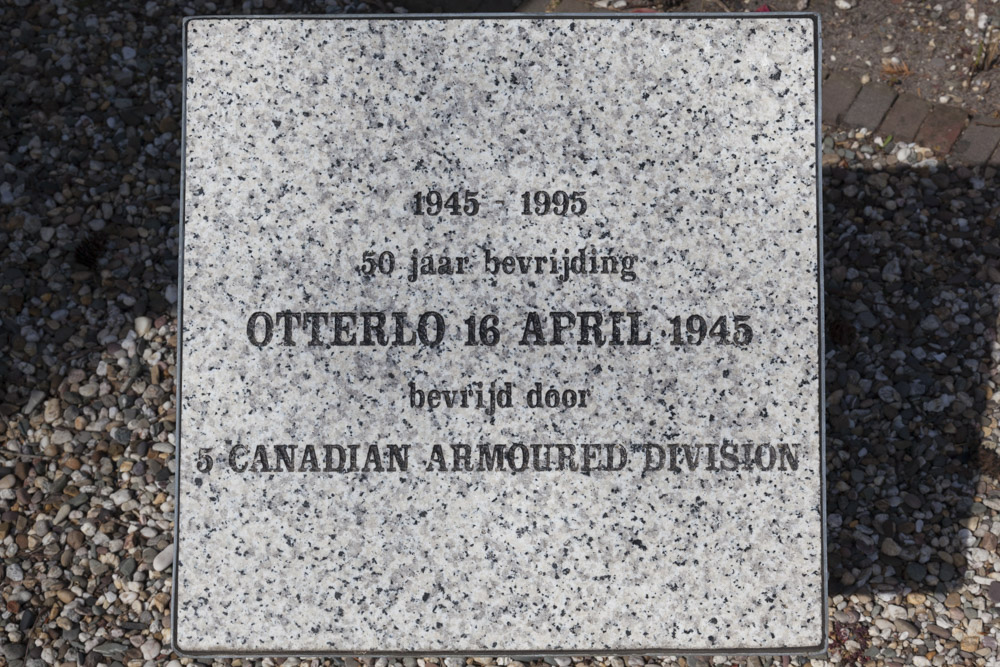 1945 - 1995
50 jaar bevrijding
OTTERLO 16 APRIL 1945
bevrijd door
5 CANADIAN ARMOURED DIVISION